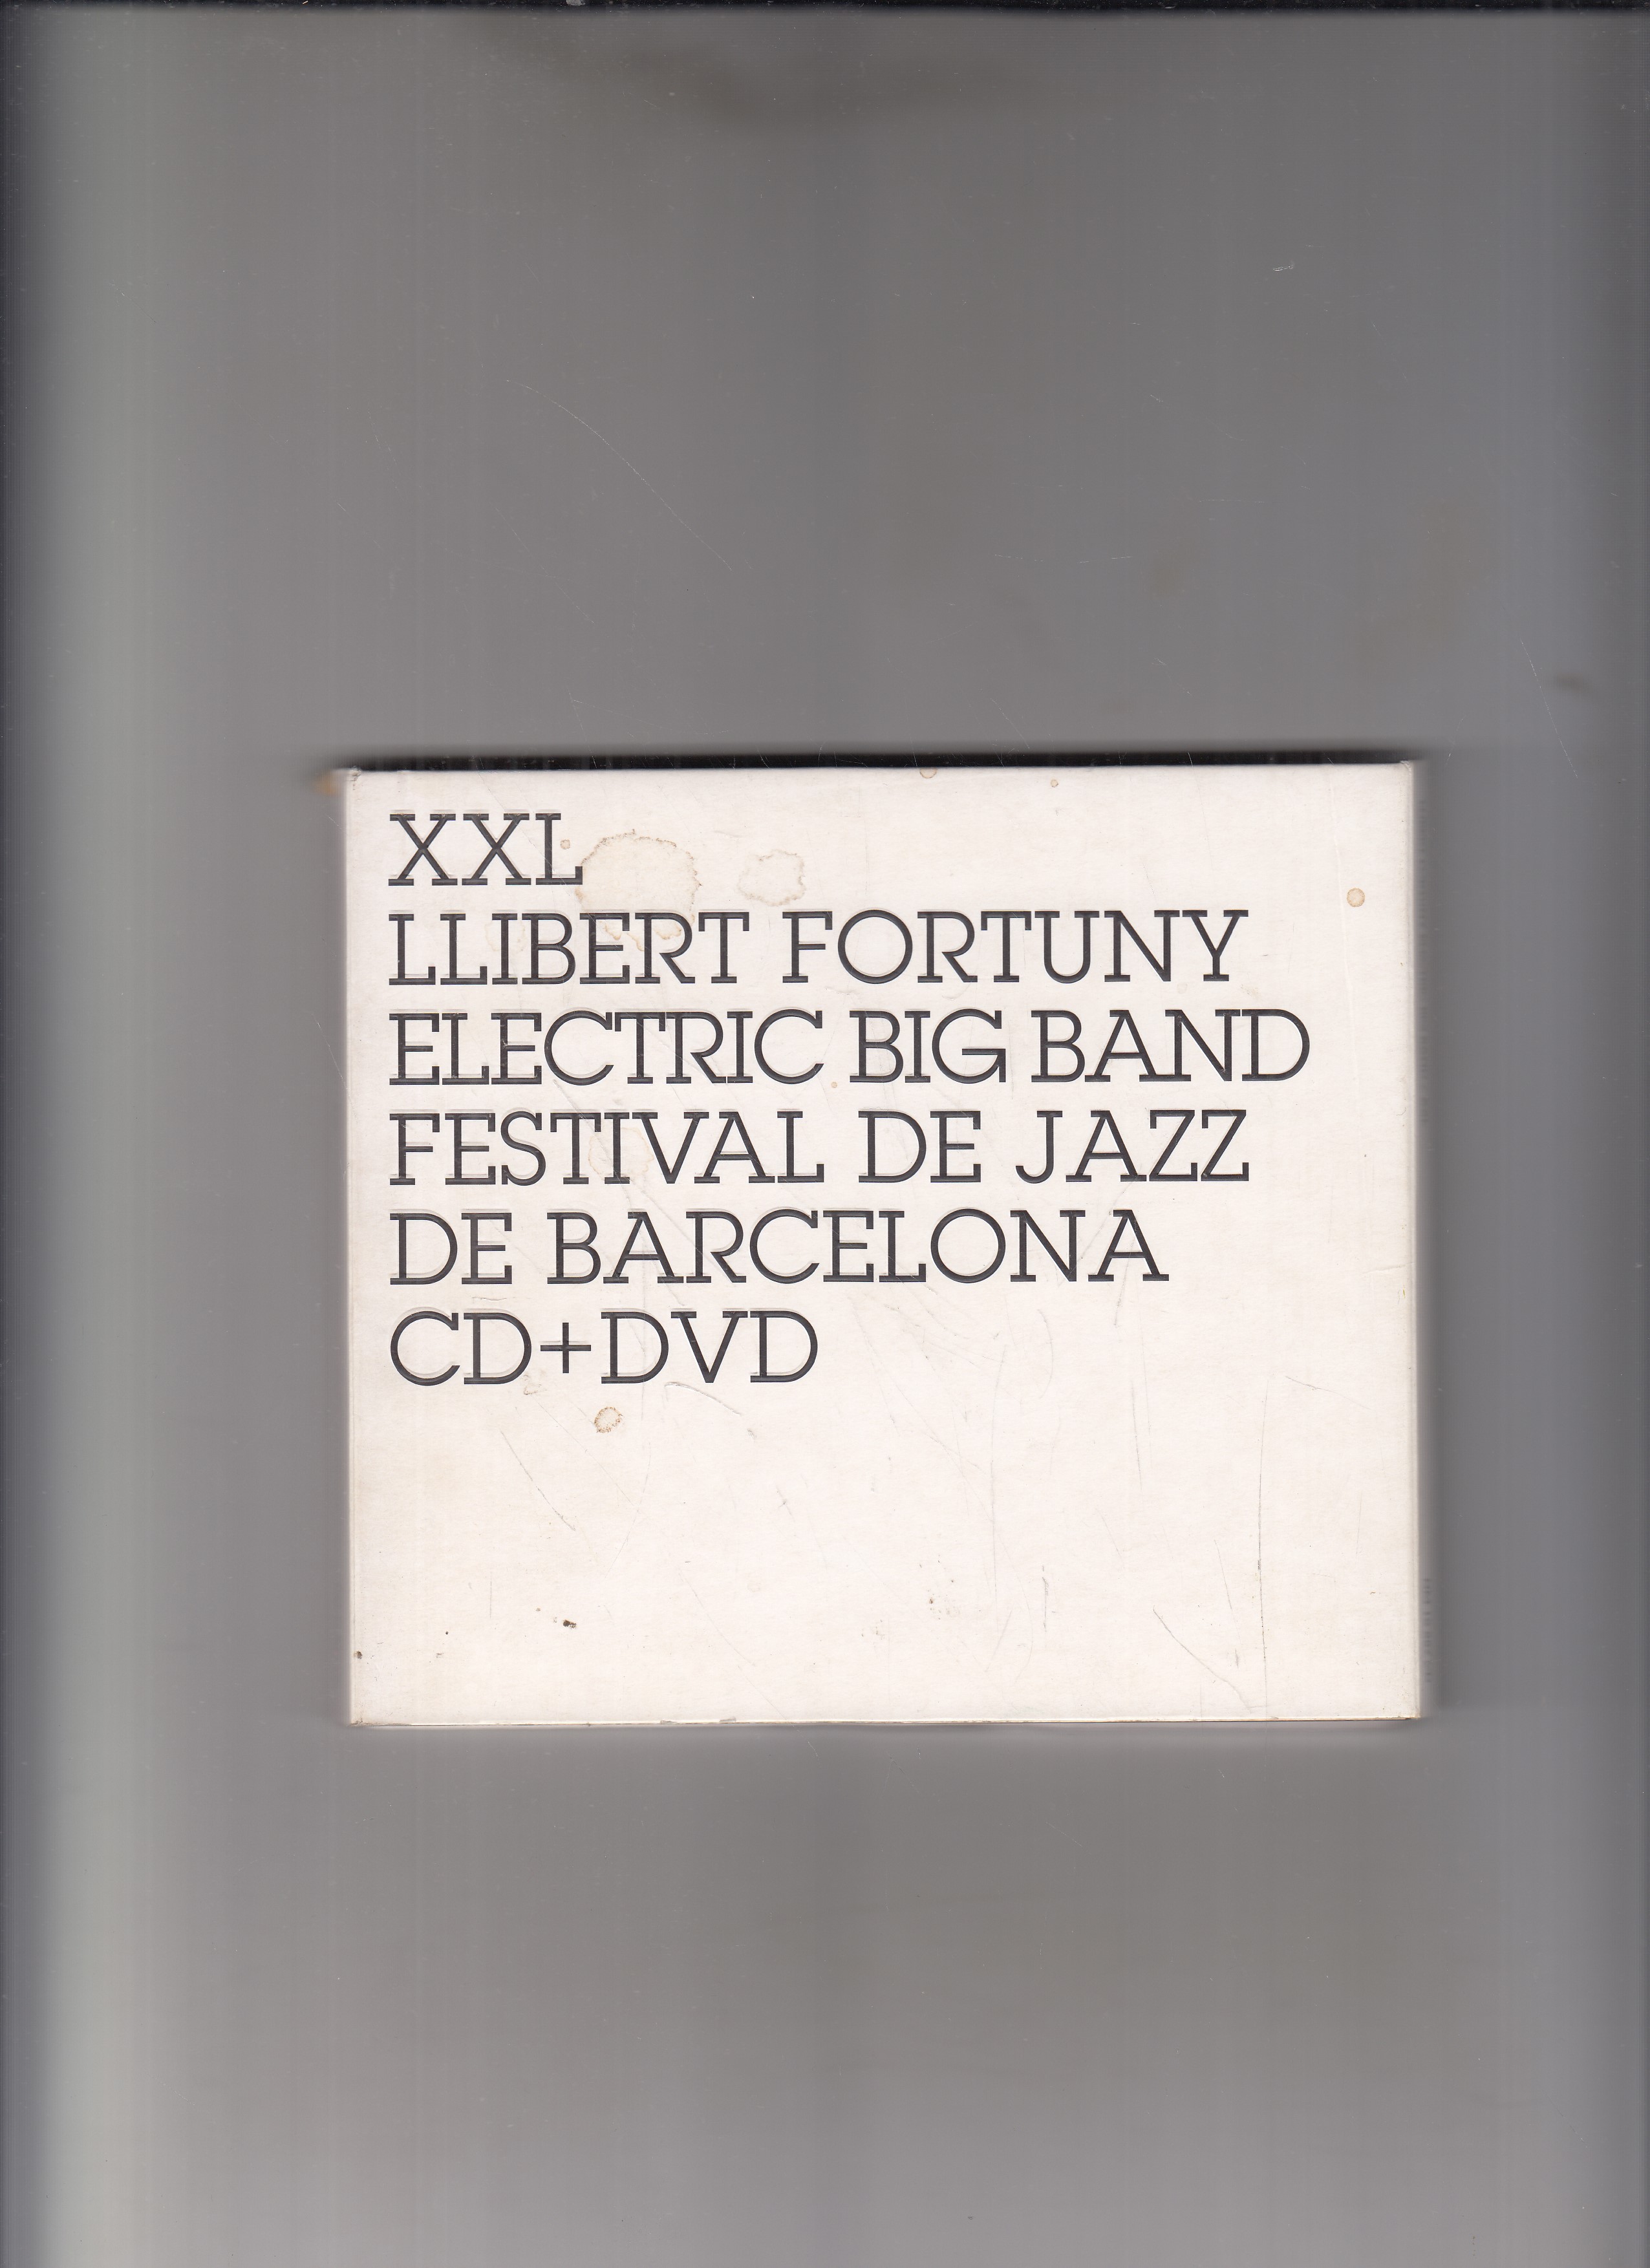 XXL
LLIBERT FORTUNY
ELECTRIC BIG BAND
FESTIVAL DE JAZZ
DE BARCELONA
CD+DVD